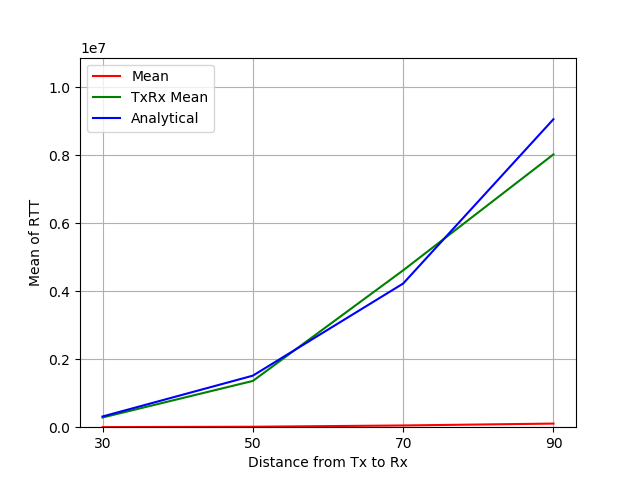 1e7
Mean
TxRx Mean
Analytical
1.0
0.8
0.6
0.4
0.2
0.0
Mean of RTT
30 50 70 90
Distance from Tx to Rx